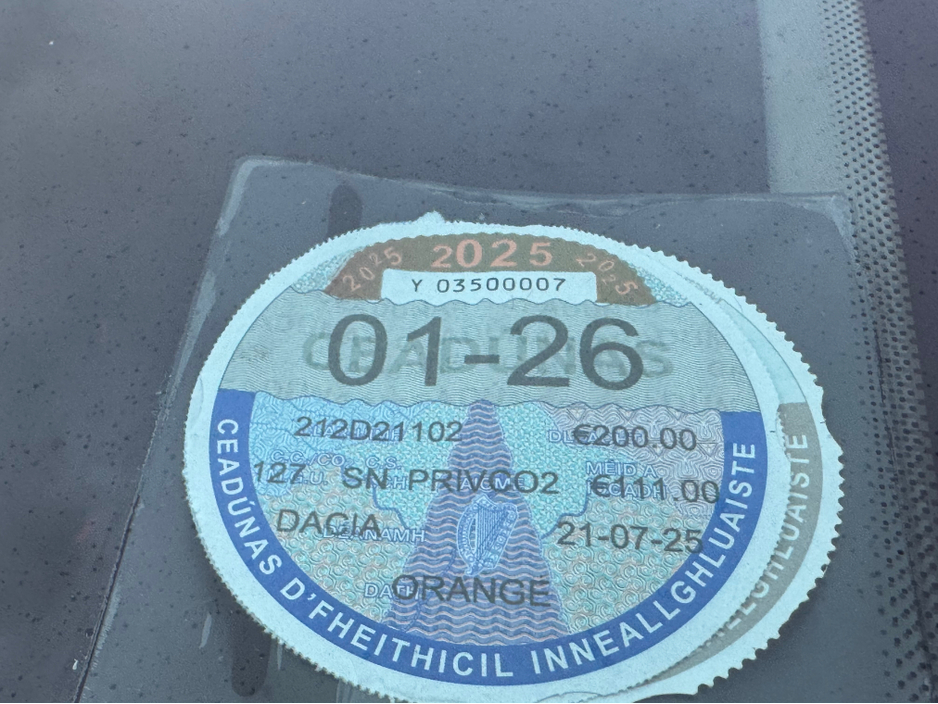 2025 2025 2025
Y 03500007
01-26
CEADÚNAS
212D21102 €200.00
127 SN PRIVCO2 €111.00
DACIA 21-07-25
ORANGE
CEADÚNAS D'FHEITHICIL INNEALLGHLUAISTE